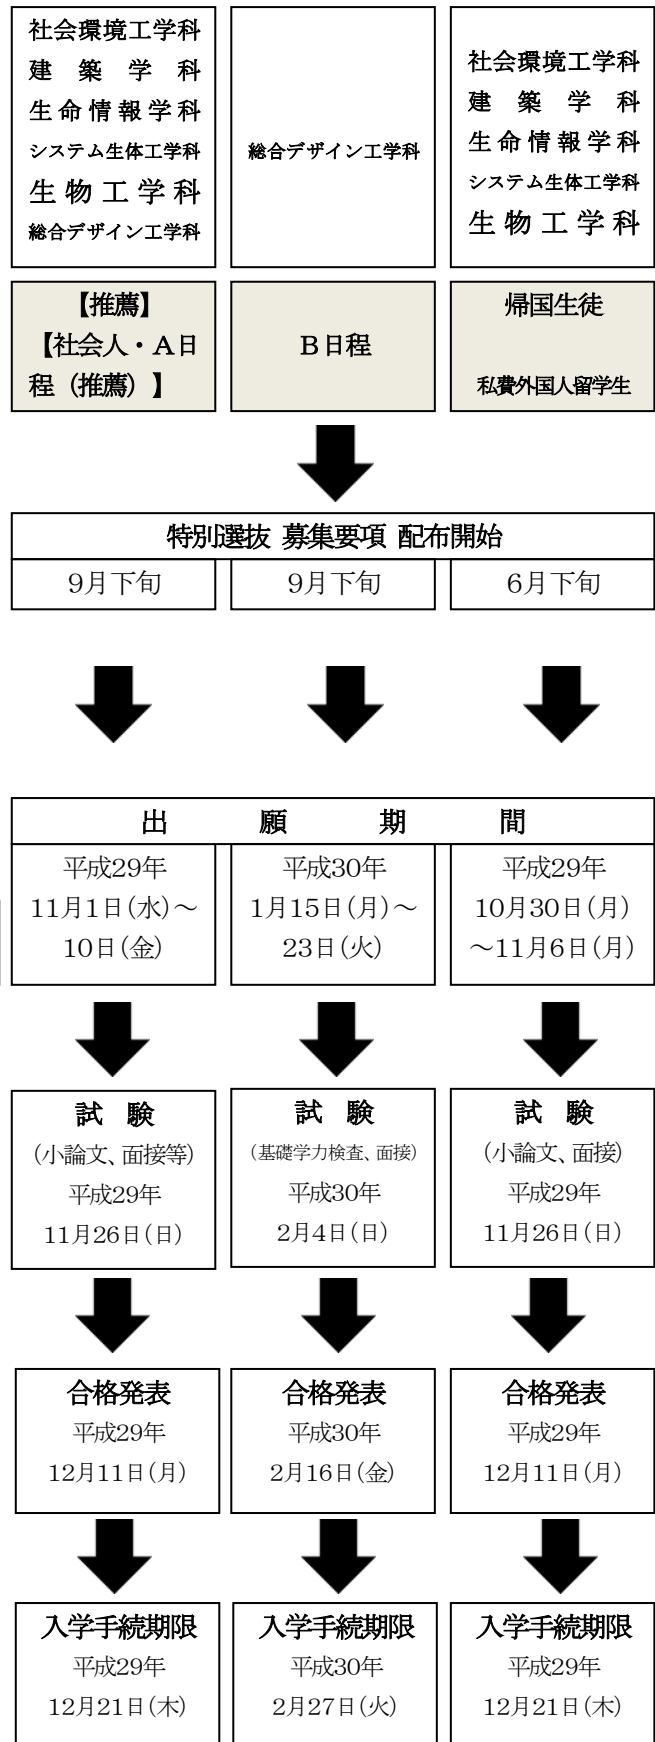 社会環境工学科
建築学科
生命情報学科
システム生体工学科
生物工学科
総合デザイン工学科
総合デザイン工学科
社会環境工学科
建築学科
生命情報学科
システム生体工学科
生物工学科
【推薦】
【社会人・A日
程（推薦）】
B日程
帰国生徒
私費外国人留学生
特別選抜 募集要項 配布開始
9月下旬
9月下旬
6月下旬
出願期間
平成29年
11月1日(水)～
10日(金)
平成30年
1月15日(月)～
23日(火)
平成29年
10月30日(月)
～11月6日(月)
試 験
(小論文、面接等)
平成29年
11月26日(日)
試 験
(基礎学力検査、面接)
平成30年
2月4日(日)
試 験
(小論文、面接)
平成29年
11月26日(日)
合格発表
平成29年
12月11日(月)
合格発表
平成30年
2月16日(金)
合格発表
平成29年
12月11日(月)
入学手続期限
平成29年
12月21日(木)
入学手続期限
平成30年
2月27日(火)
入学手続期限
平成29年
12月21日(木)